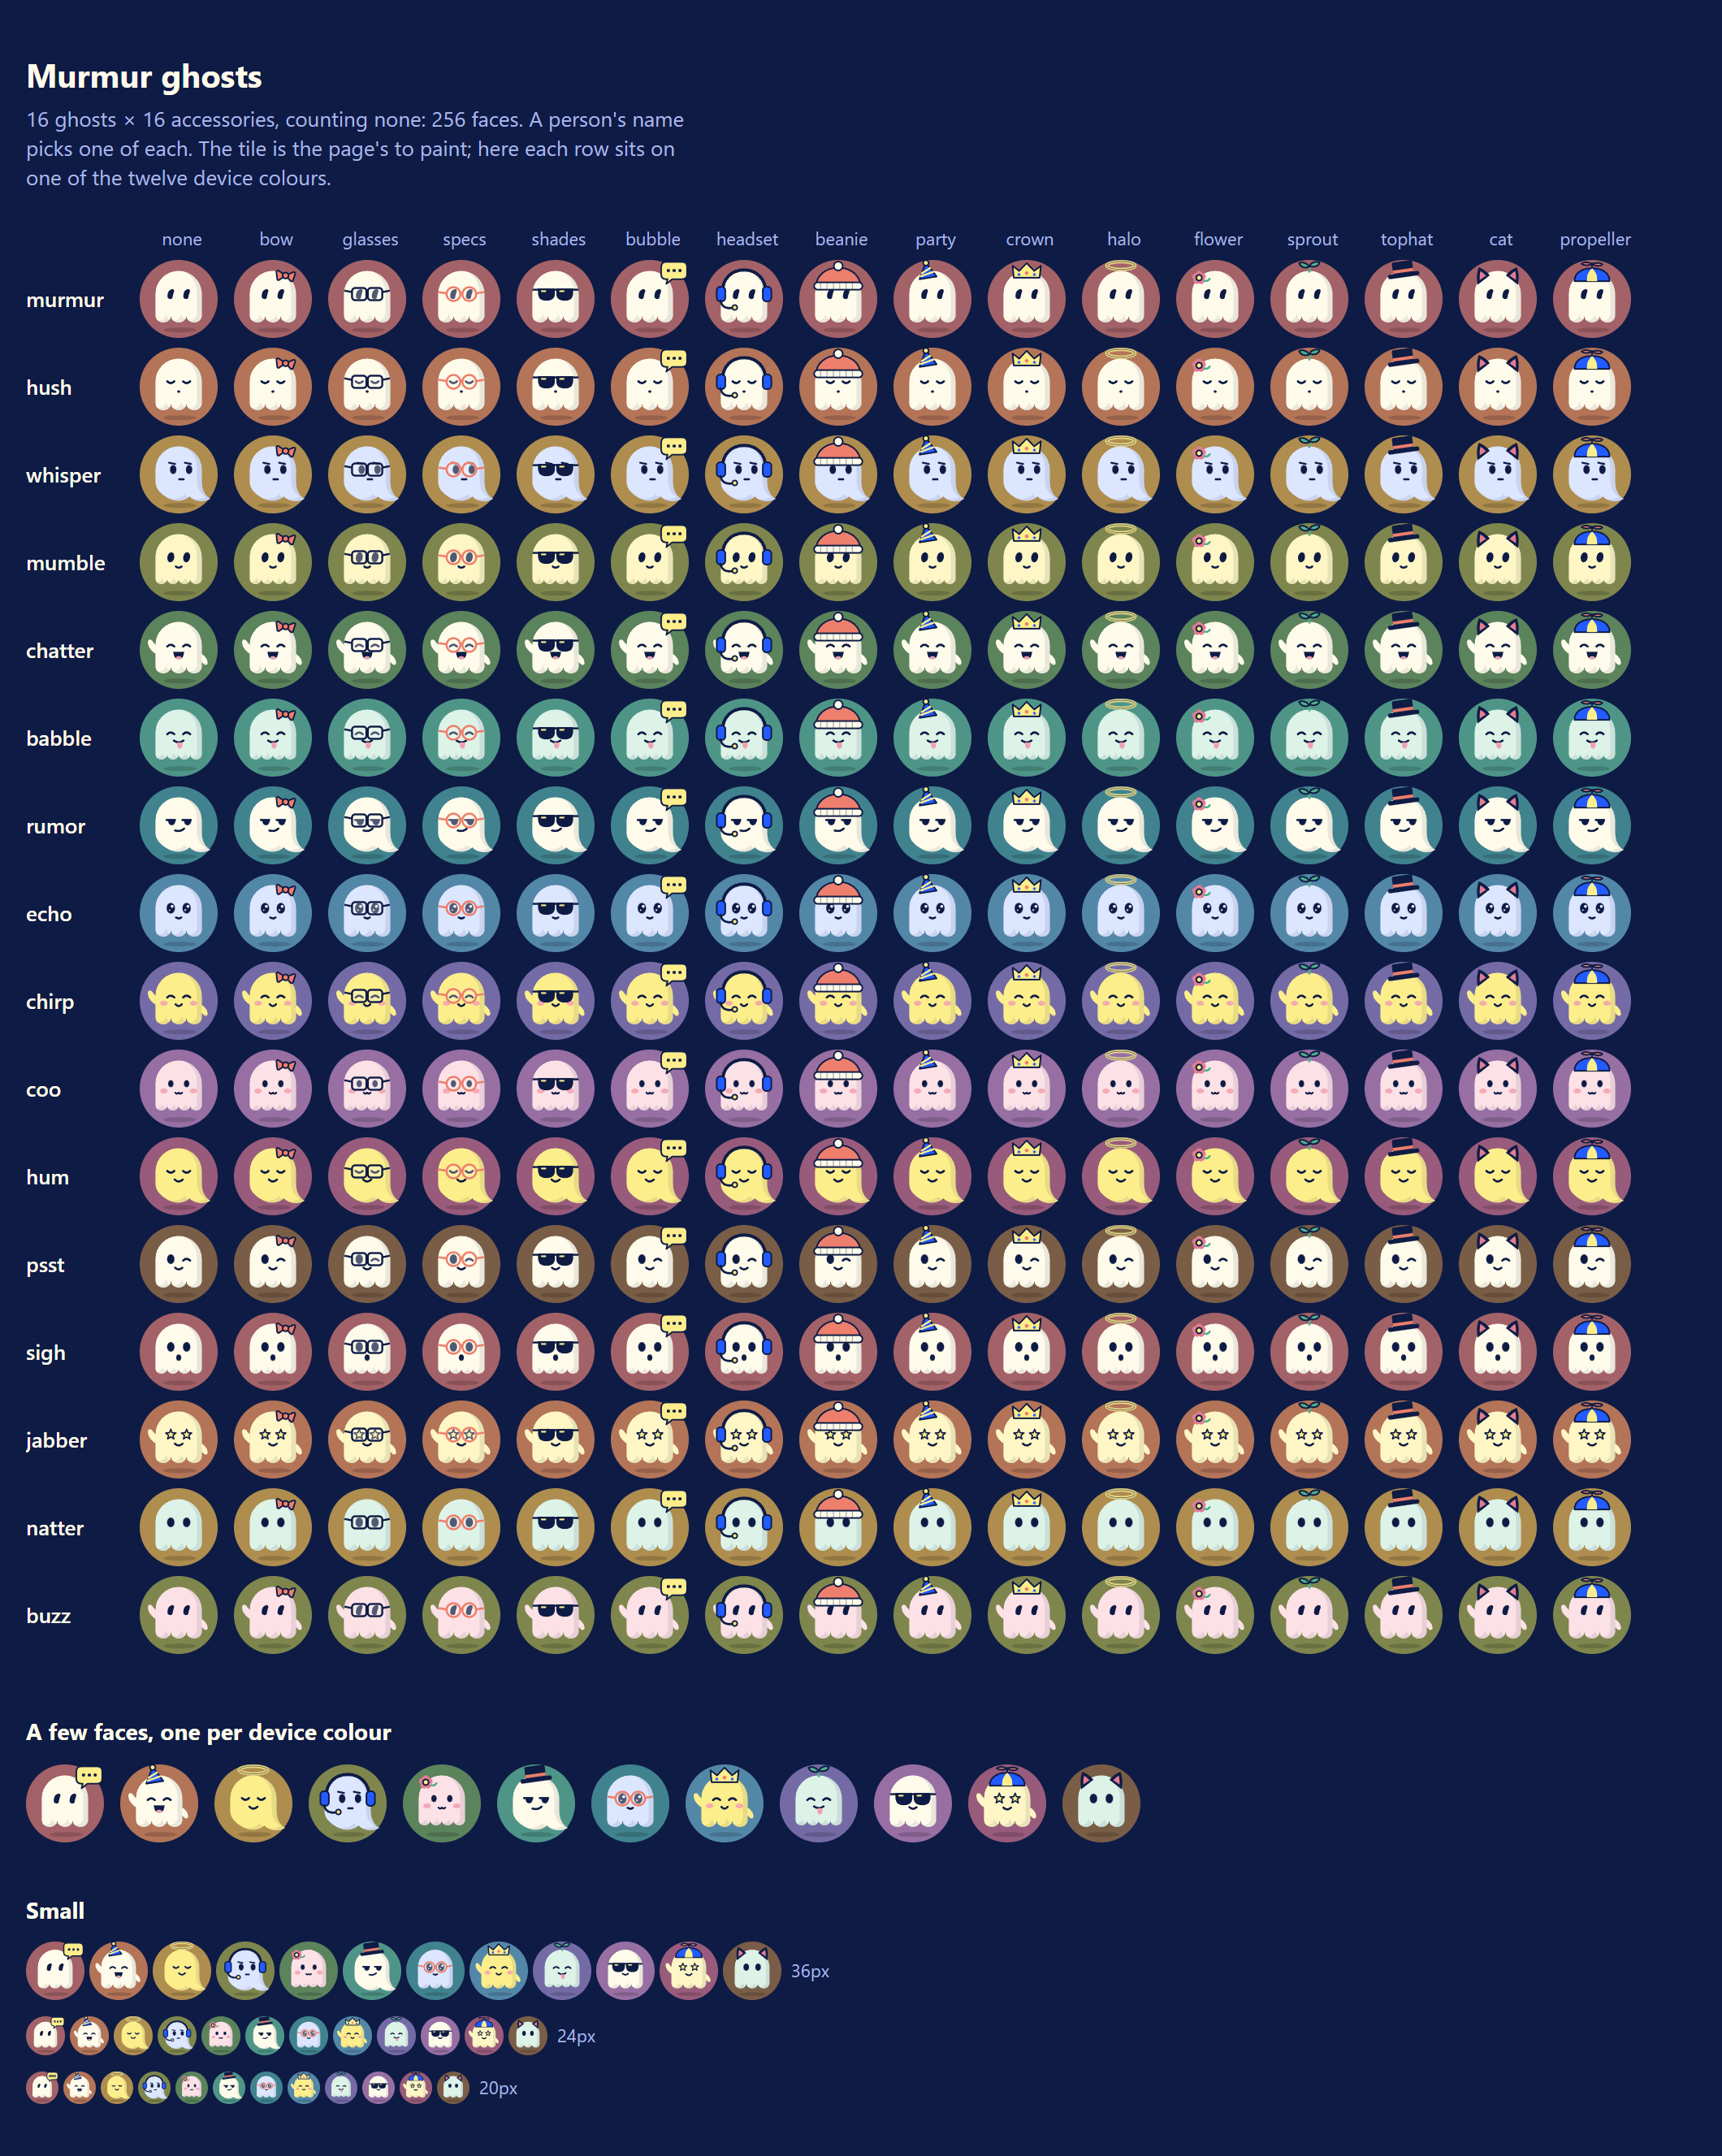 Murmur ghosts
16 ghosts × 16 accessories, counting none: 256 faces. A person's name
picks one of each. The tile is the page's to paint; here each row sits on
one of the twelve device colours.
none bow glasses specs shades bubble headset beanie party crown halo flower sprout tophat cat propeller
murmur
hush
whisper
mumble
chatter
babble
rumor
echo
chirp
coo
hum
psst
sigh
jabber
natter
buzz
A few faces, one per device colour
Small
36px
24px
20px